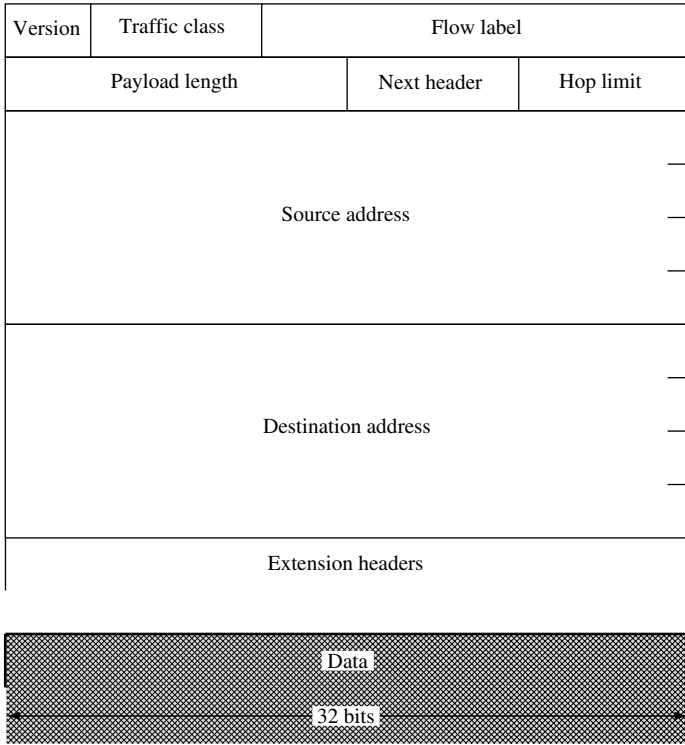 Version Traffic class Flow label
Payload length Next header Hop limit
Source address
Destination address
Extension headers
Data
32 bits